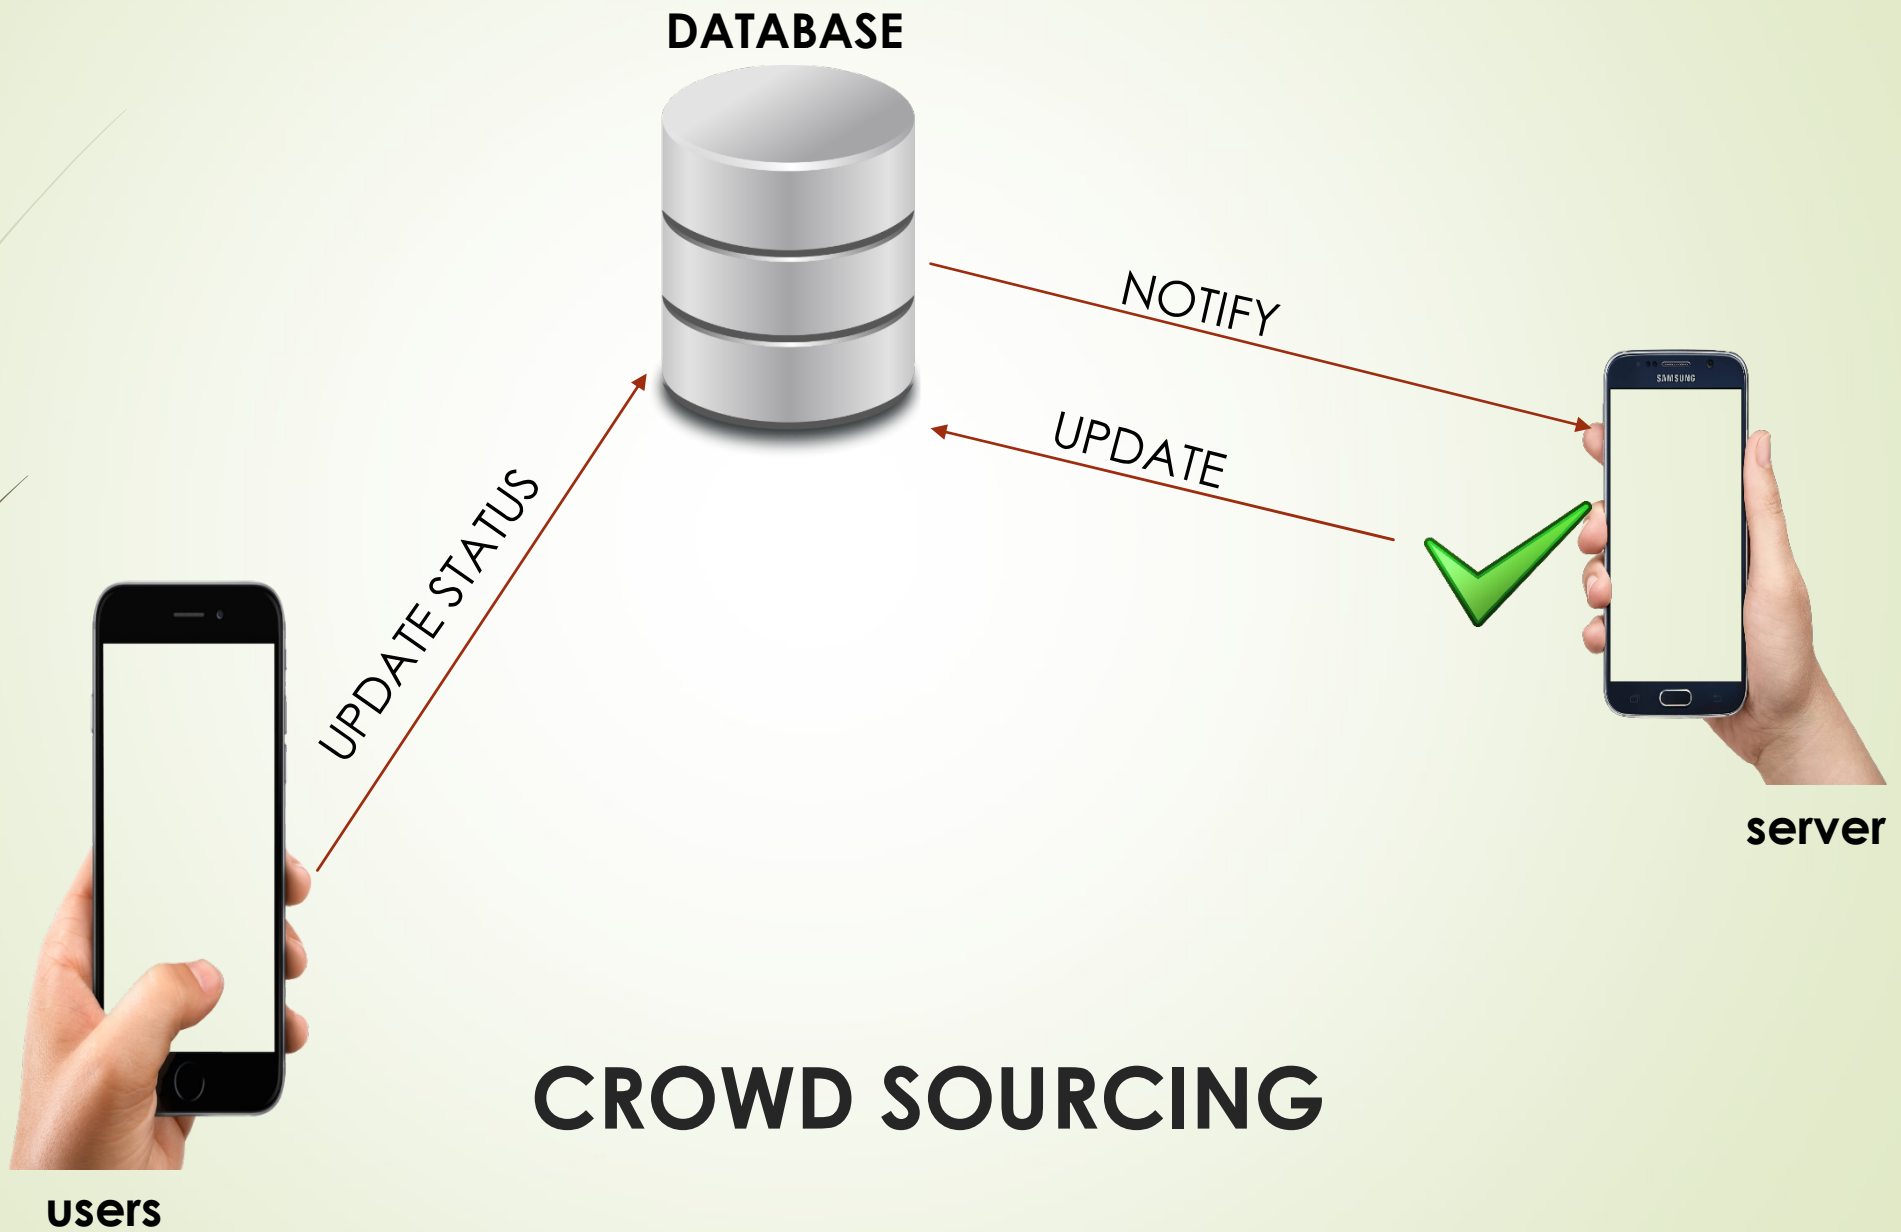 DATABASE
NOTIFY
SAMSUNG
UPDATE
UPDATE STATUS
server
CROWD SOURCING
users